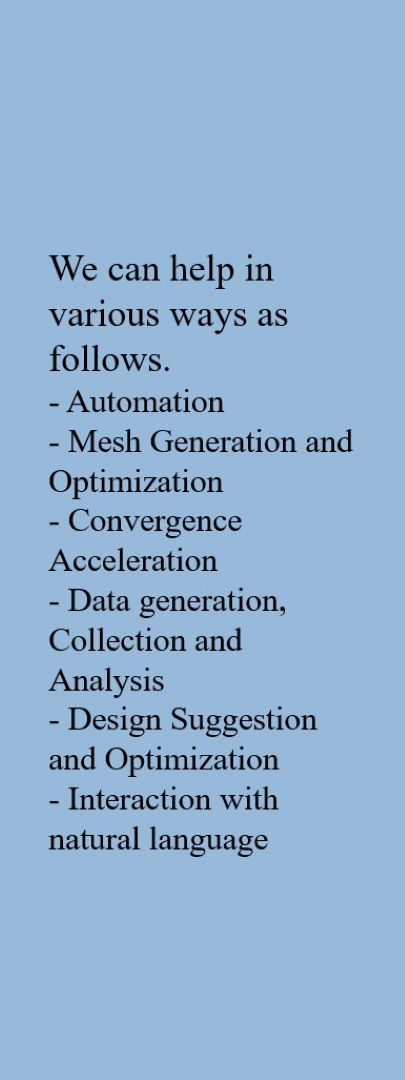 We can help in
various ways as
follows.
- Automation
- Mesh Generation and
Optimization
- Convergence
Acceleration
- Data generation,
Collection and
Analysis
- Design Suggestion
and Optimization
- Interaction with
natural language